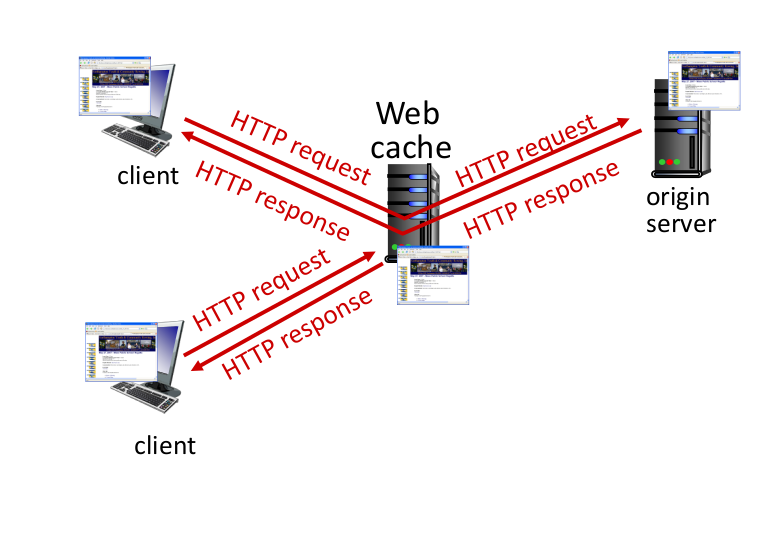 Web
cache
HTTP request
HTTP request
client
HTTP response
HTTP response
origin
server
HTTP request
HTTP response
client